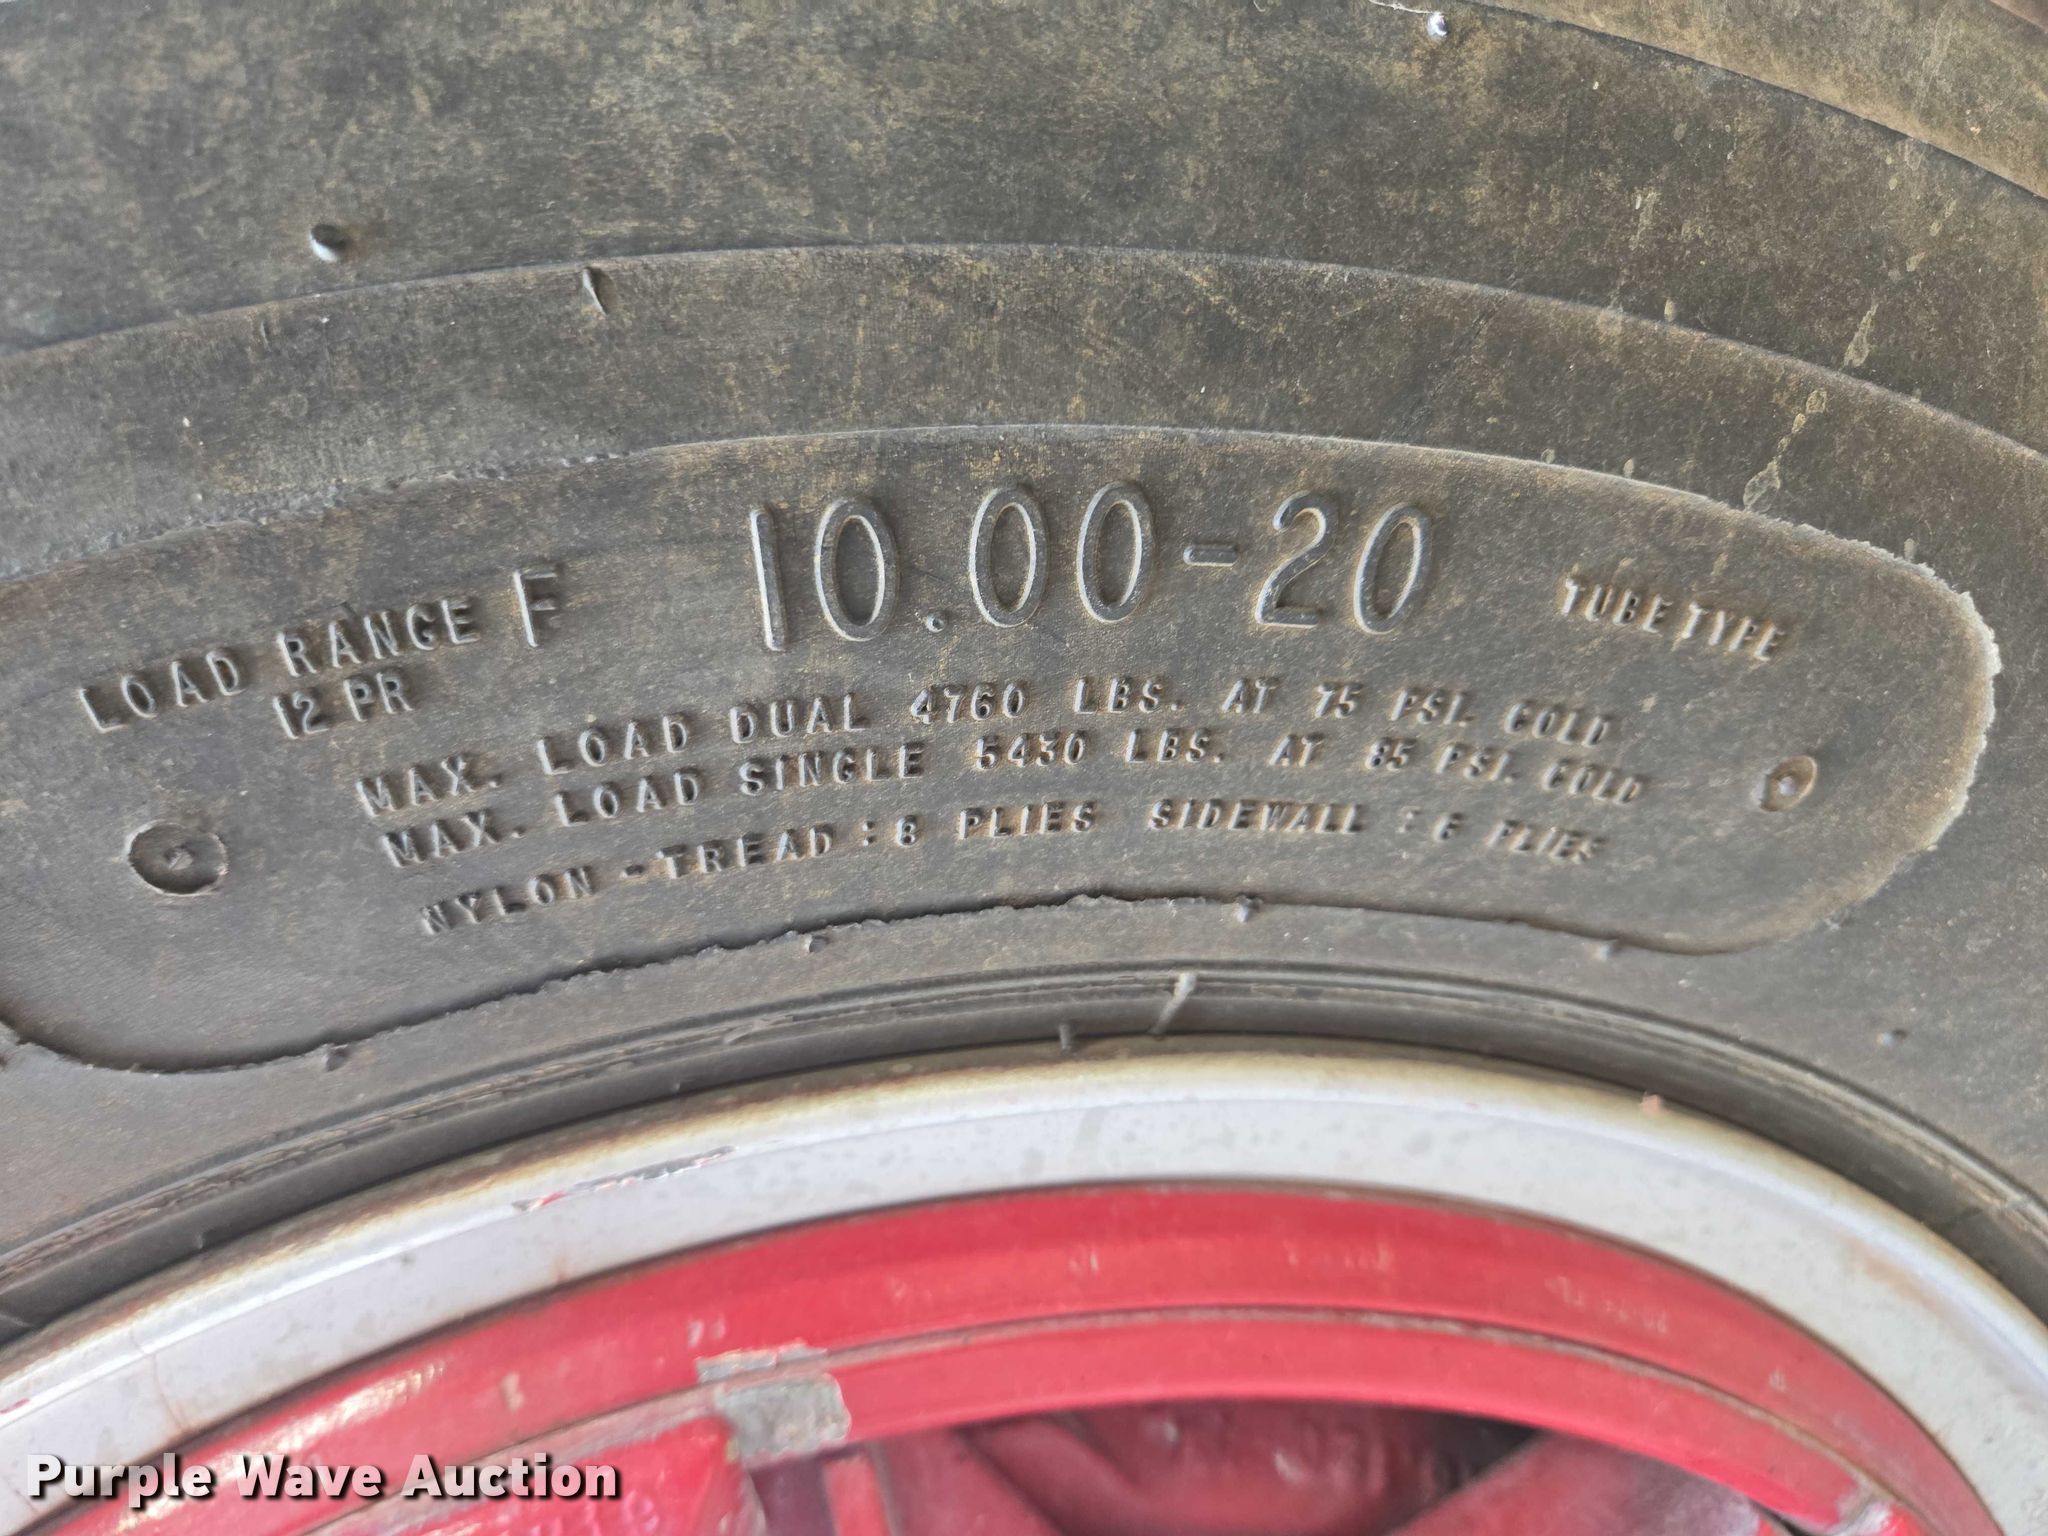 LOAD RANGE F 10.00-20 TUBE TYPE
12 PR
MAX. LOAD DUAL 4760 LBS. AT 75 PSI. COLD
MAX. LOAD SINGLE 5430 LBS. AT 85 PSI. COLD
NYLON - TREAD : 8 PLIES SIDEWALL : 6 PLIES
Purple Wave Auction